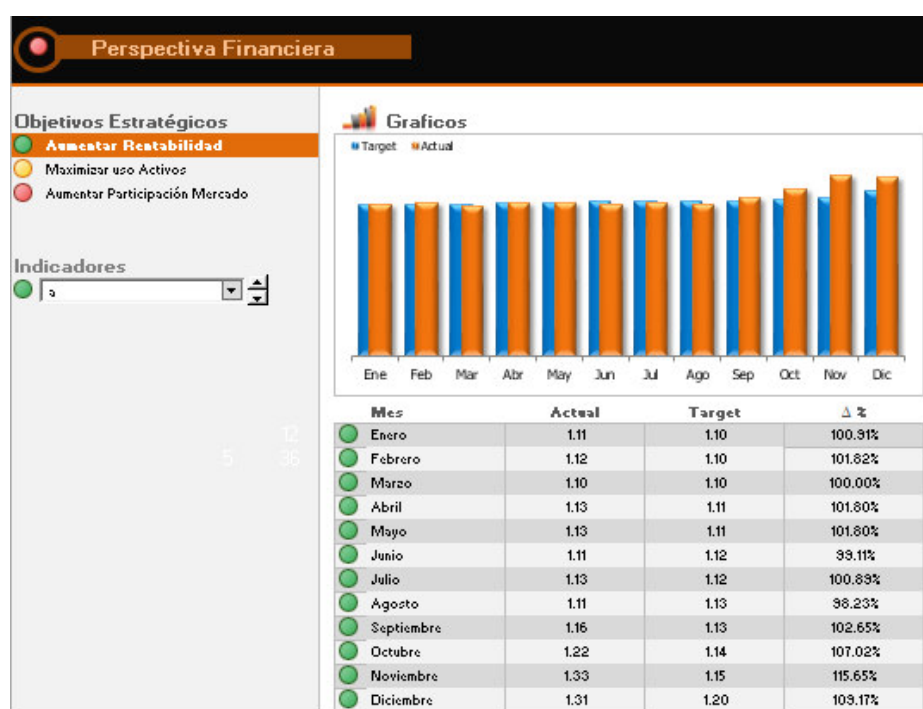 Perspectiva Financiera
Objetivos Estratégicos
Aumentar Rentabilidad
Maximizar uso Activos
Aumentar Participación Mercado
Indicadores
a
12
5 36
Graficos
Target Actual
Ene Feb Mar Abr May Jun Jul Ago Sep Oct Nov Dic
Mes Actual Target Δ %
Enero 1.11 1.10 100.91%
Febrero 1.12 1.10 101.82%
Marzo 1.10 1.10 100.00%
Abril 1.13 1.11 101.80%
Mayo 1.13 1.11 101.80%
Junio 1.11 1.12 99.11%
Julio 1.13 1.12 100.89%
Agosto 1.11 1.13 98.23%
Septiembre 1.16 1.13 102.65%
Octubre 1.22 1.14 107.02%
Noviembre 1.33 1.15 115.65%
Diciembre 1.31 1.20 109.17%